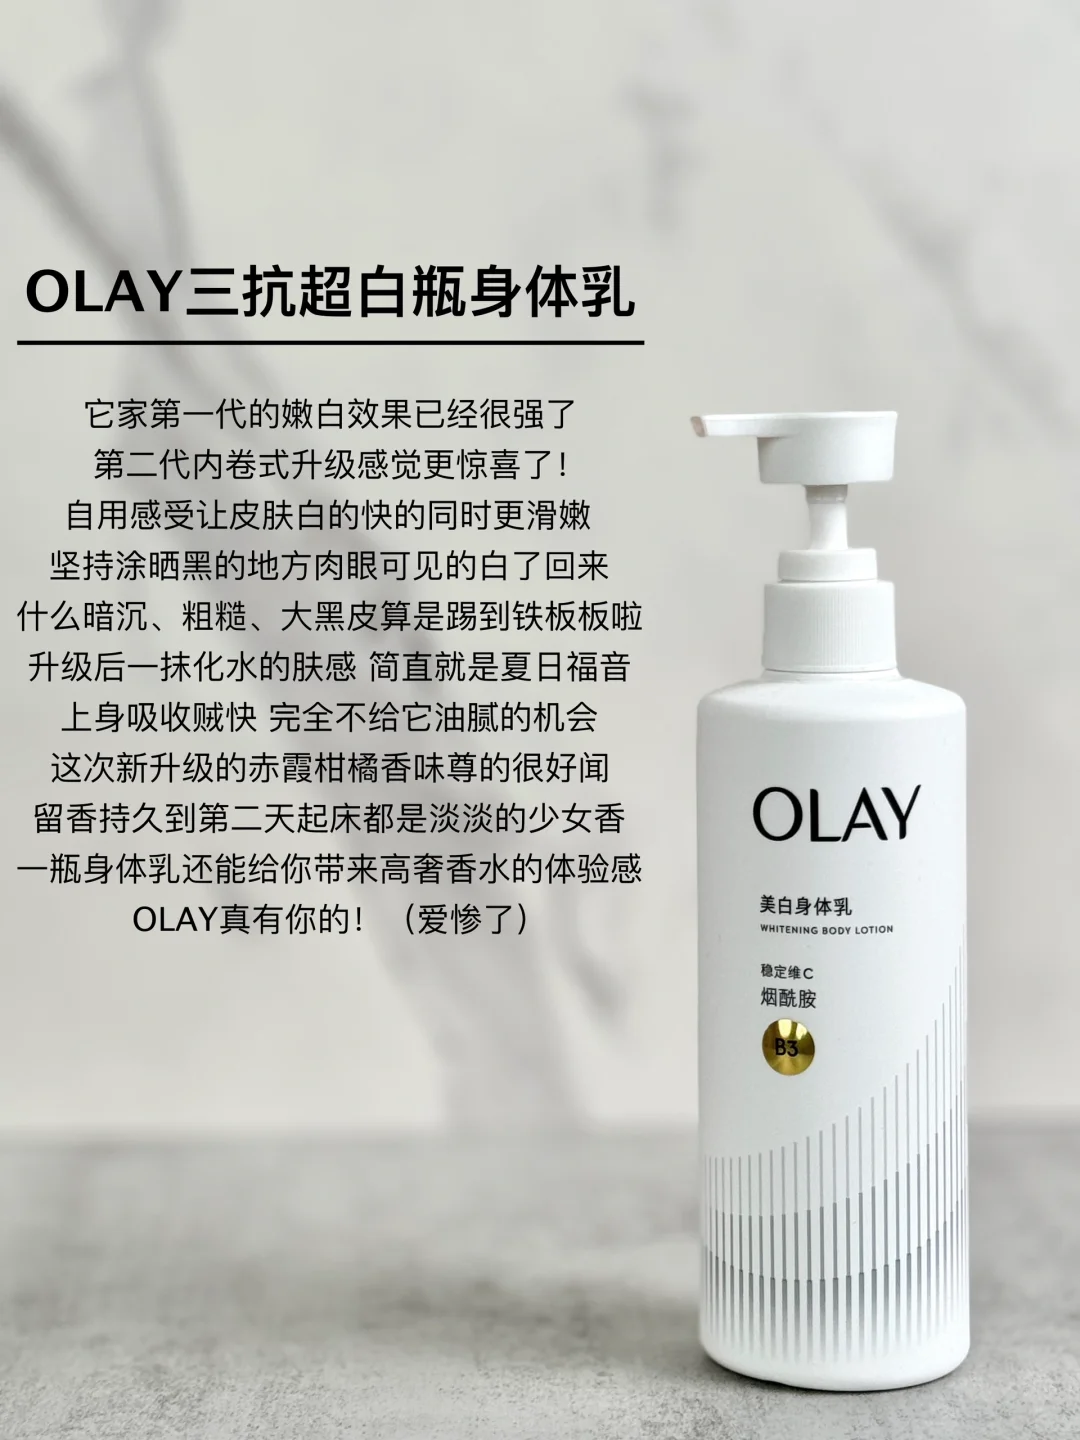 OLAY三抗超白瓶身体乳
它家第一代的嫩白效果已经很强了
第二代内卷式升级感觉更惊喜了！
自用感受让皮肤白的快的同时更滑嫩
坚持涂晒黑的地方肉眼可见的白了回来
什么暗沉、粗糙、大黑皮算是踢到铁板板啦
升级后一抹化水的肤感 简直就是夏日福音
上身吸收贼快 完全不给它油腻的机会
这次新升级的赤霞柑橘香味尊的很好闻
留香持久到第二天起床都是淡淡的少女香
一瓶身体乳还能给你带来高奢香水的体验感
OLAY真有你的！（爱惨了）
OLAY
美白身体乳
WHITENING BODY LOTION
稳定维C
烟酰胺
B3